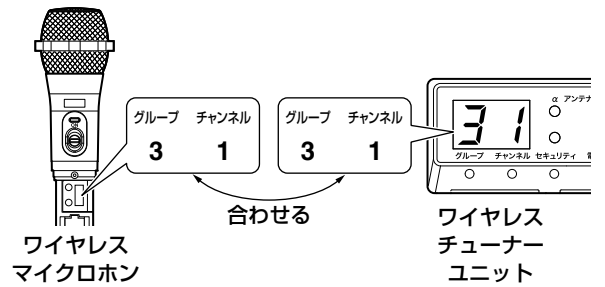 グループ チャンネル
3 1
グループ チャンネル
3 1
合わせる
ON
31
α アンテナ
グループ チャンネル セキュリティ
ワイヤレス
マイクロホン
ワイヤレス
チューナー
ユニット